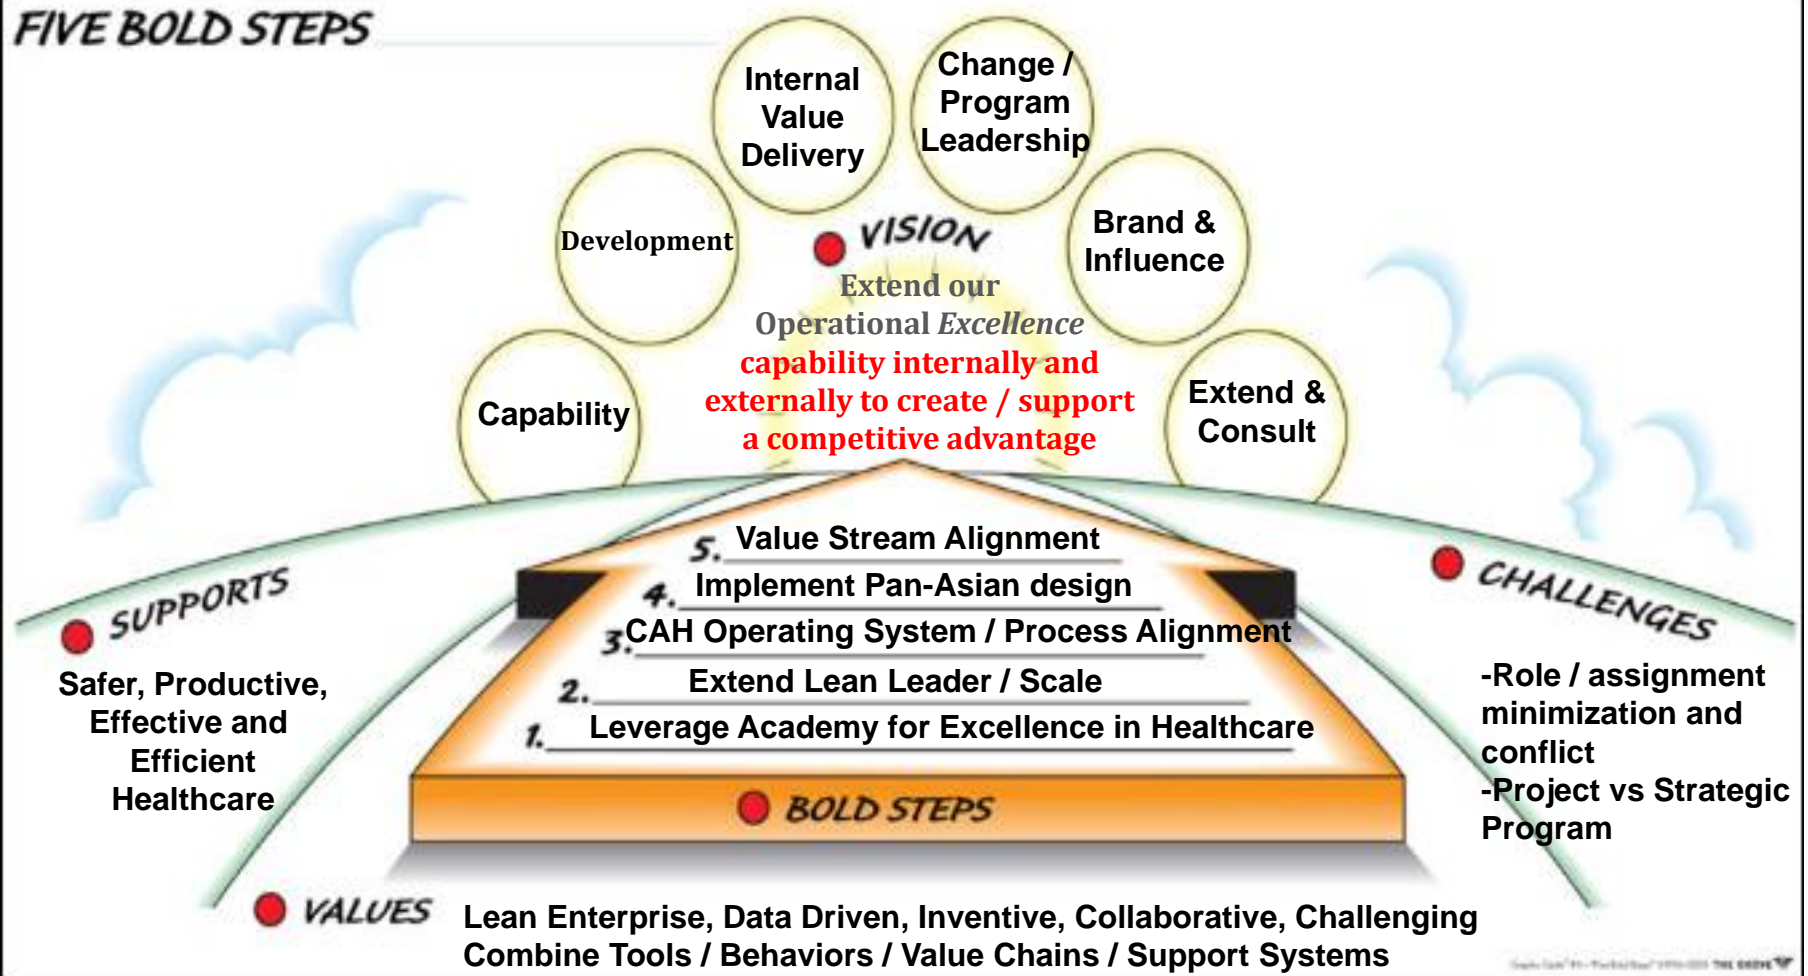 FIVE BOLD STEPS
Internal
Value
Delivery
Change /
Program
Leadership
Development
Brand &
Influence
Capability
Extend &
Consult
VISION
Extend our
Operational Excellence
capability internally and
externally to create / support
a competitive advantage
5. Value Stream Alignment
4. Implement Pan-Asian design
3. CAH Operating System / Process Alignment
2. Extend Lean Leader / Scale
1. Leverage Academy for Excellence in Healthcare
BOLD STEPS
SUPPORTS
Safer, Productive,
Effective and
Efficient
Healthcare
CHALLENGES
-Role / assignment
minimization and
conflict
-Project vs Strategic
Program
VALUES
Lean Enterprise, Data Driven, Inventive, Collaborative, Challenging
Combine Tools / Behaviors / Value Chains / Support Systems
THE GROVE